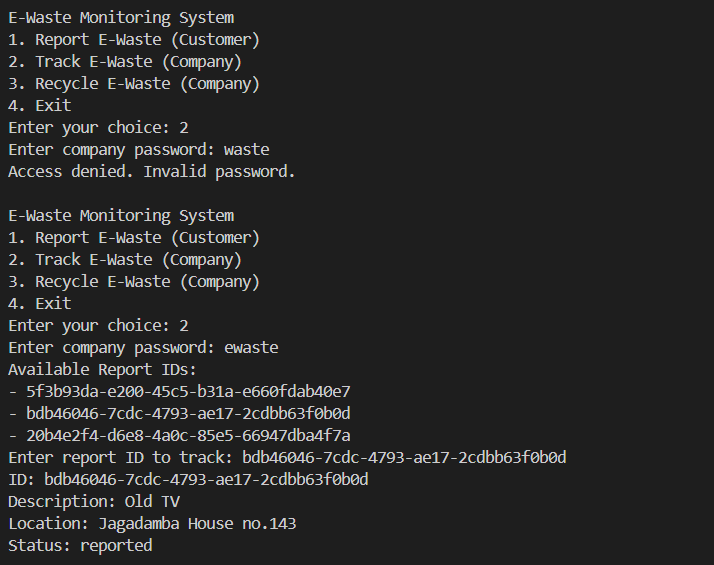 E-Waste Monitoring System
1. Report E-Waste (Customer)
2. Track E-Waste (Company)
3. Recycle E-Waste (Company)
4. Exit
Enter your choice: 2
Enter company password: waste
Access denied. Invalid password.

E-Waste Monitoring System
1. Report E-Waste (Customer)
2. Track E-Waste (Company)
3. Recycle E-Waste (Company)
4. Exit
Enter your choice: 2
Enter company password: ewaste
Available Report IDs:
- 5f3b93da-e200-45c5-b31a-e660fdab40e7
- bdb46046-7cdc-4793-ae17-2cdbb63f0b0d
- 20b4e2f4-d6e8-4a0c-85e5-66947dba4f7a
Enter report ID to track: bdb46046-7cdc-4793-ae17-2cdbb63f0b0d
ID: bdb46046-7cdc-4793-ae17-2cdbb63f0b0d
Description: Old TV
Location: Jagadamba House no.143
Status: reported